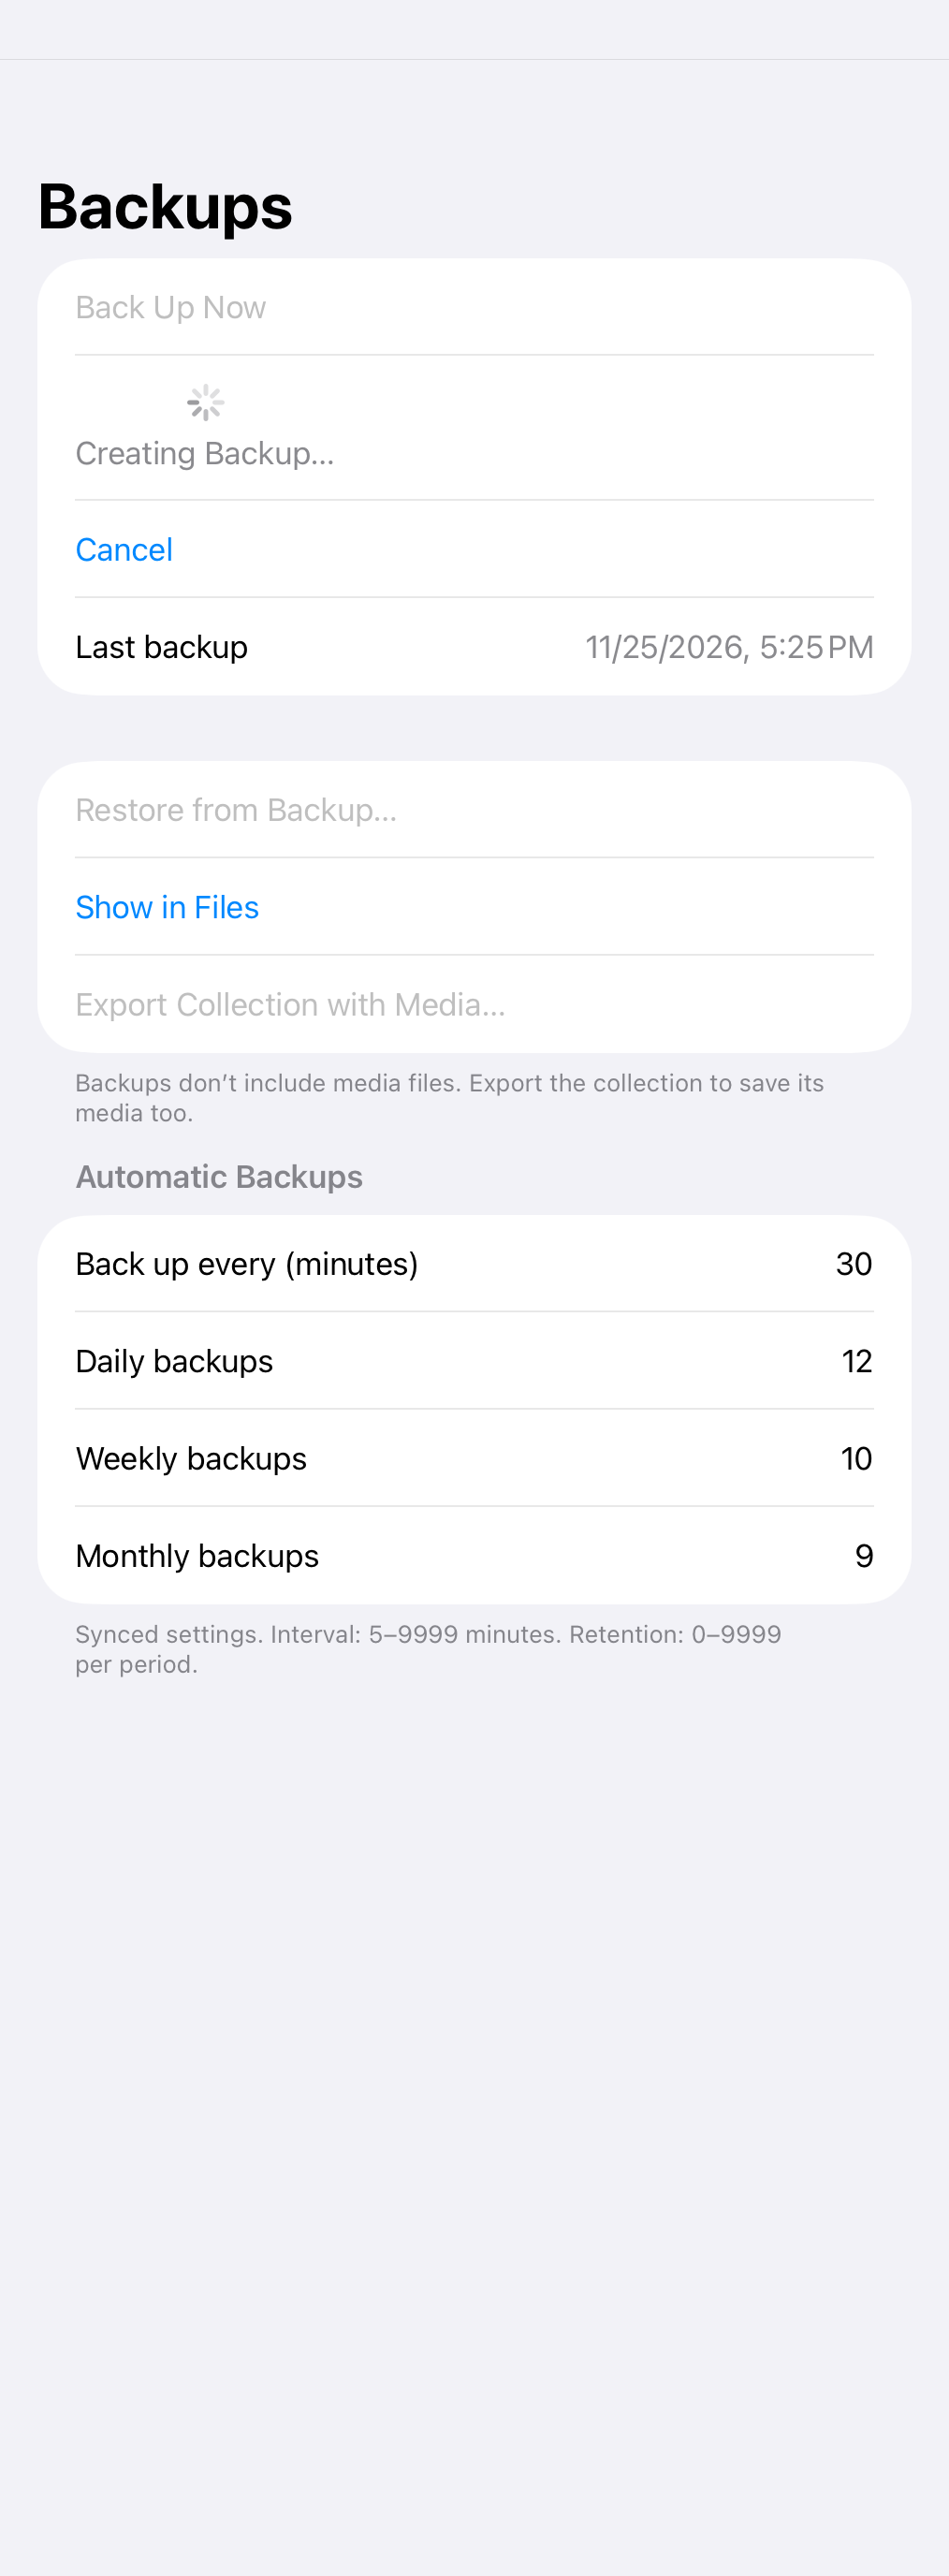 Backups
Back Up Now
Creating Backup…
Cancel
Last backup 11/25/2026, 5:25 PM
Restore from Backup…
Show in Files
Export Collection with Media…
Backups don’t include media files. Export the collection to save its
media too.
Automatic Backups
Back up every (minutes) 30
Daily backups 12
Weekly backups 10
Monthly backups 9
Synced settings. Interval: 5–9999 minutes. Retention: 0–9999
per period.